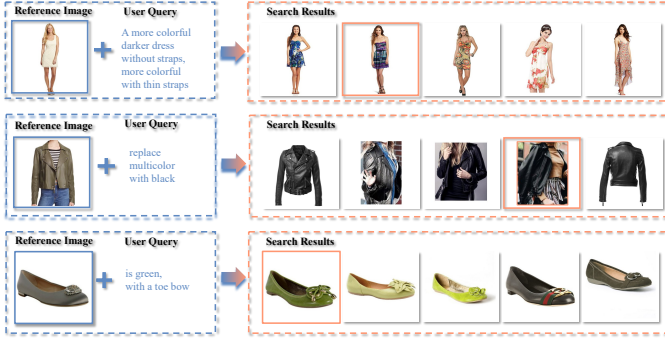 Reference Image
User Query
Search Results
A more colorful
darker dress
without straps,
more colorful
with thin straps
Reference Image
User Query
Search Results
replace
multicolor
with black
Reference Image
User Query
Search Results
is green,
with a toe bow